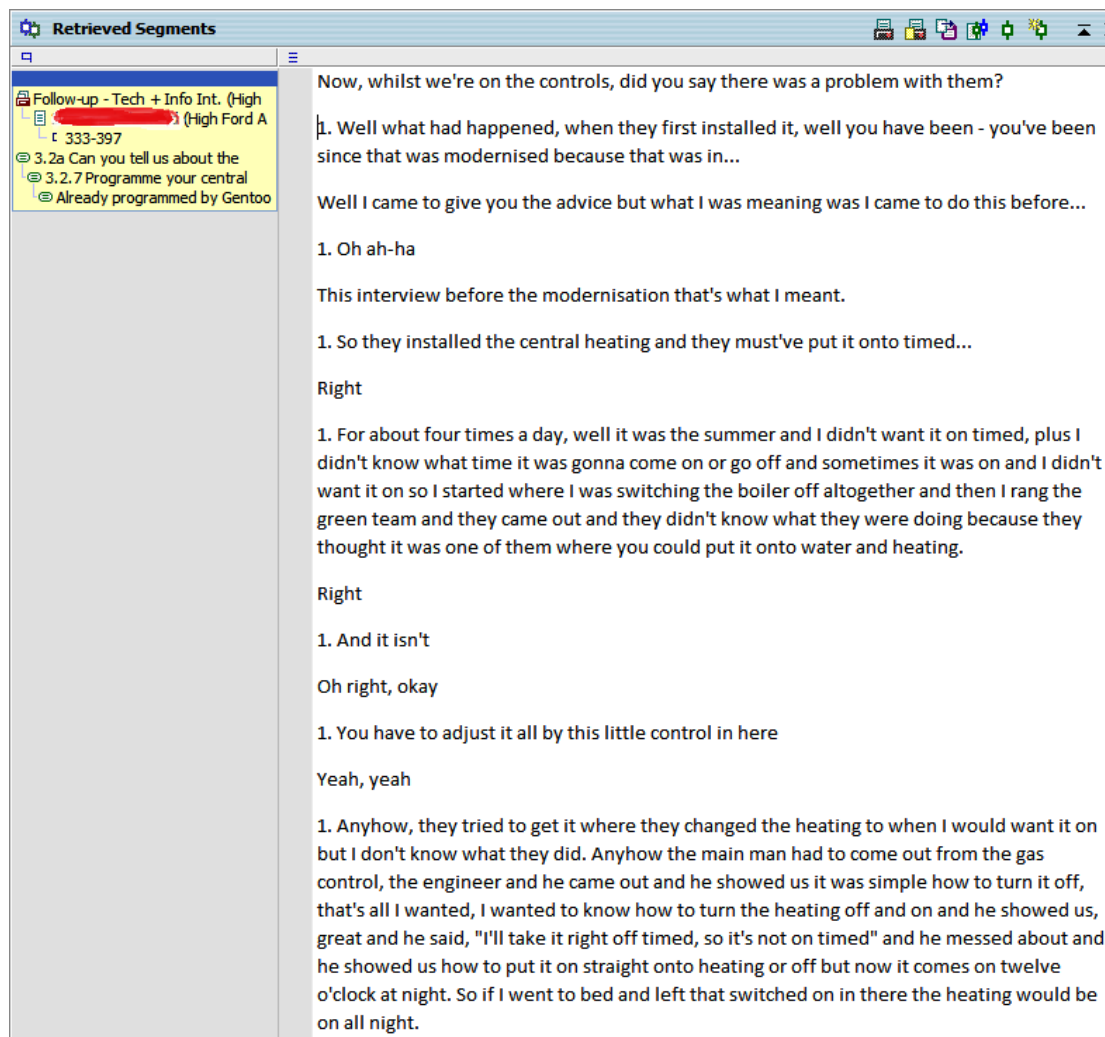 Retrieved Segments
Follow-up - Tech + Info Int. (High
(High Ford A
333-397
3.2a Can you tell us about the
3.2.7 Programme your central
Already programmed by Gentoo
Now, whilst we're on the controls, did you say there was a problem with them?
1. Well what had happened, when they first installed it, well you have been - you've been
since that was modernised because that was in...
Well I came to give you the advice but what I was meaning was I came to do this before...
1. Oh ah-ha
This interview before the modernisation that's what I meant.
1. So they installed the central heating and they must've put it onto timed...
Right
1. For about four times a day, well it was the summer and I didn't want it on timed, plus I
didn't know what time it was gonna come on or go off and sometimes it was on and I didn't
want it on so I started where I was switching the boiler off altogether and then I rang the
green team and they came out and they didn't know what they were doing because they
thought it was one of them where you could put it onto water and heating.
Right
1. And it isn't
Oh right, okay
1. You have to adjust it all by this little control in here
Yeah, yeah
1. Anyhow, they tried to get it where they changed the heating to when I would want it on
but I don't know what they did. Anyhow the main man had to come out from the gas
control, the engineer and he came out and he showed us it was simple how to turn it off,
that's all I wanted, I wanted to know how to turn the heating off and on and he showed us,
great and he said, "I'll take it right off timed, so it's not on timed" and he messed about and
he showed us how to put it on straight onto heating or off but now it comes on twelve
o'clock at night. So if I went to bed and left that switched on in there the heating would be
on all night.